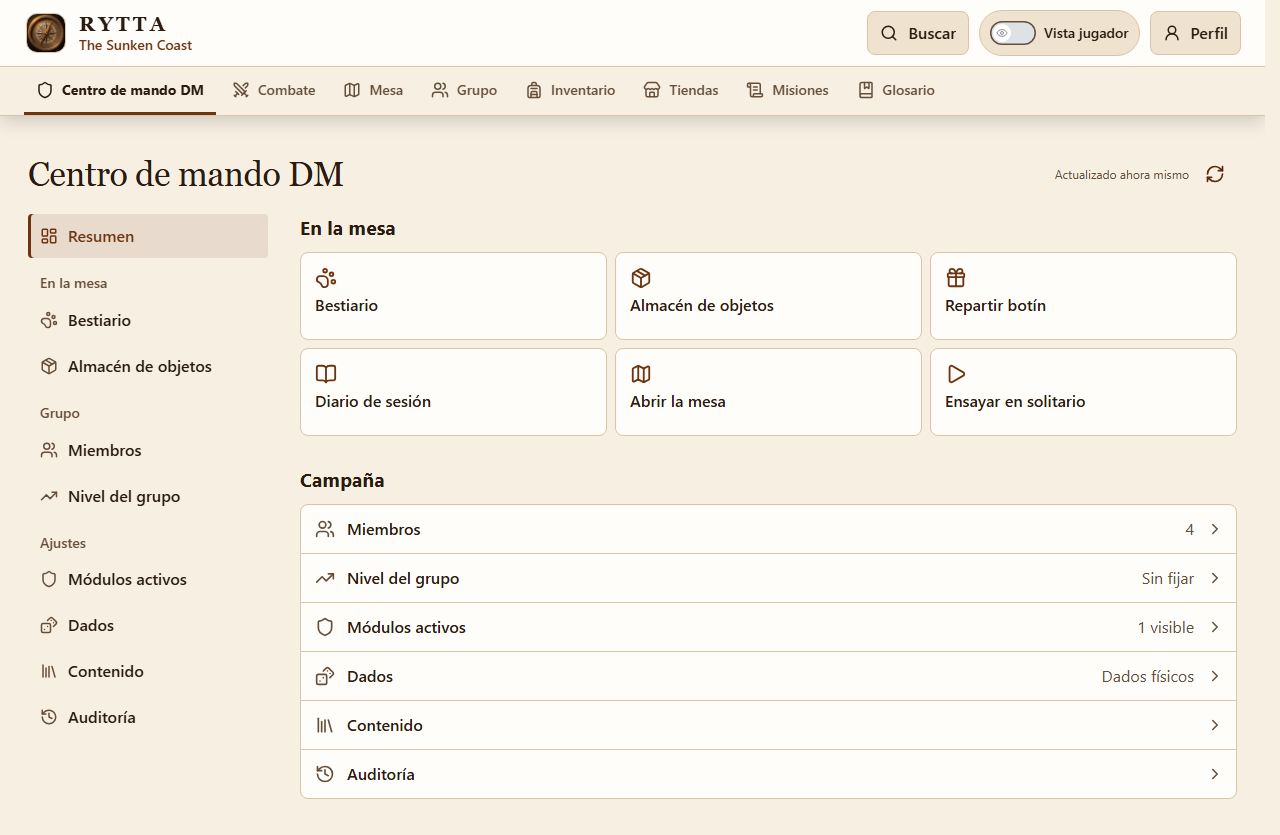 RYTTA
The Sunken Coast
Buscar
Vista jugador
Perfil
Centro de mando DM
Combate
Mesa
Grupo
Inventario
Tiendas
Misiones
Glosario
Centro de mando DM
Actualizado ahora mismo
Resumen
En la mesa
Bestiario
Almacén de objetos
Grupo
Miembros
Nivel del grupo
Ajustes
Módulos activos
Dados
Contenido
Auditoría
En la mesa
Bestiario
Almacén de objetos
Repartir botín
Diario de sesión
Abrir la mesa
Ensayar en solitario
Campaña
Miembros 4
Nivel del grupo Sin fijar
Módulos activos 1 visible
Dados Dados físicos
Contenido
Auditoría